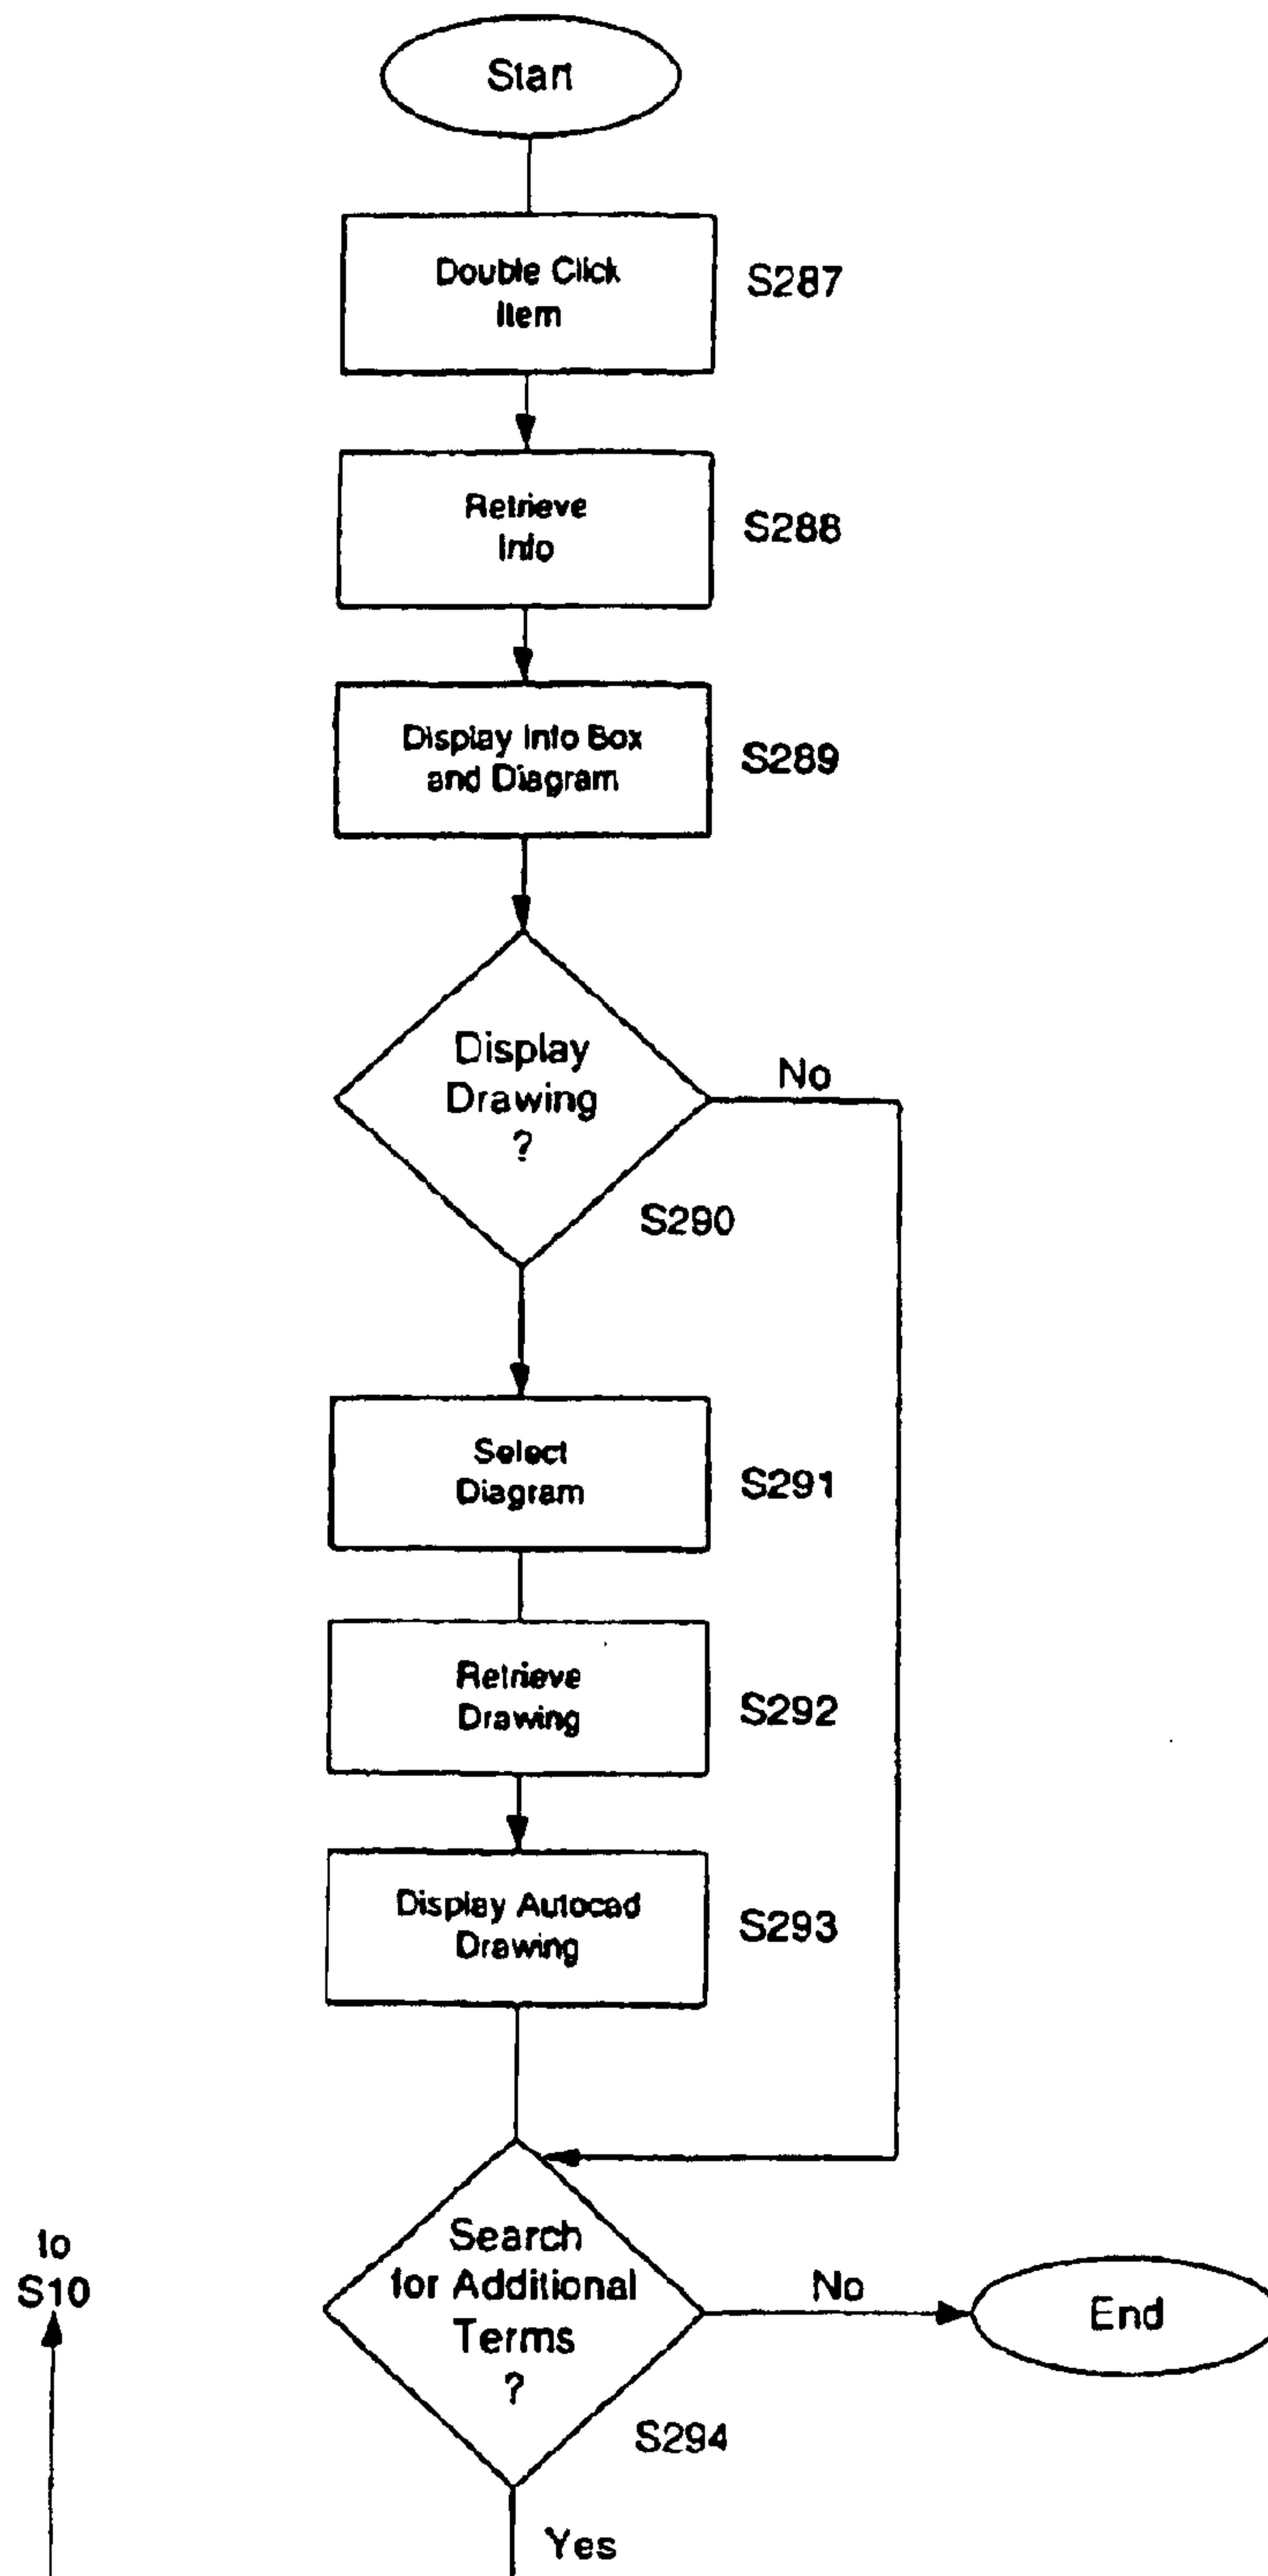 Start
Double Click
Item
S287
Retrieve
Info
S288
Display Info Box
and Diagram
S289
Display
Drawing
?
No
S290
Select
Diagram
S291
Retrieve
Drawing
S292
Display Autocad
Drawing
S293
Search
for Additional
Terms
?
No
End
S294
Yes
to
S10